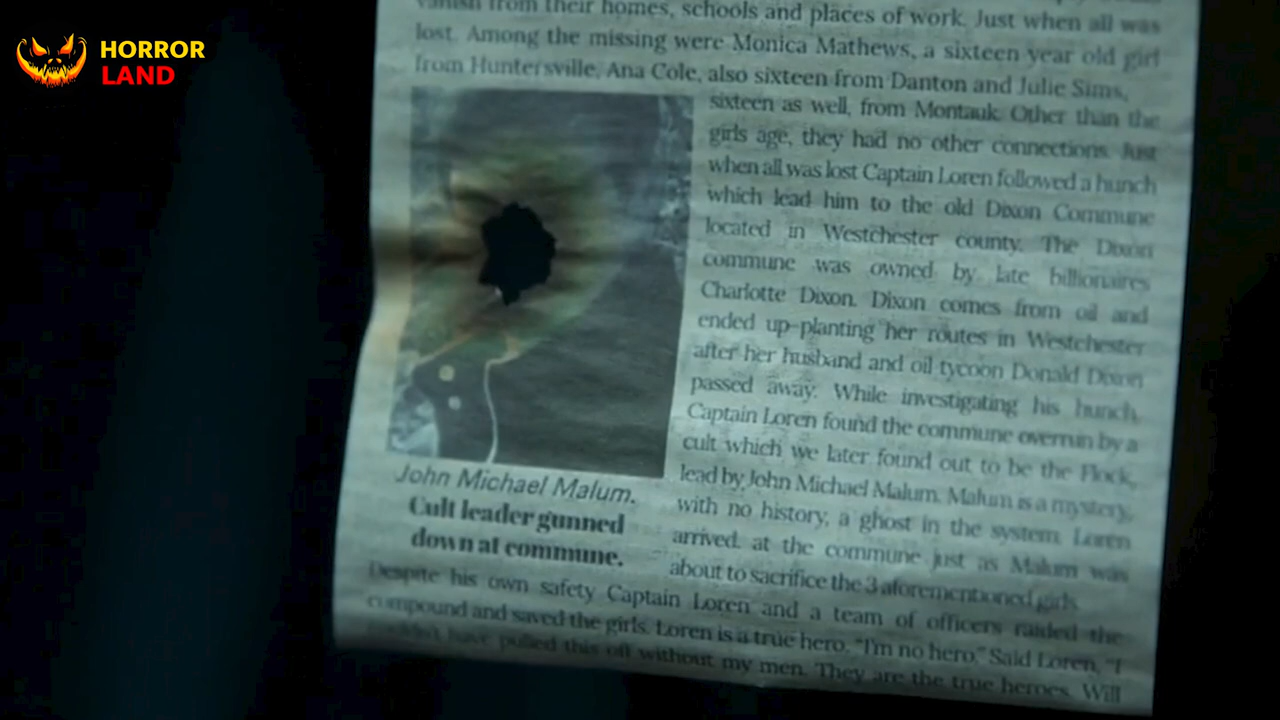 HORROR
LAND
vanish from their homes, schools and places of work. Just when all was
lost. Among the missing were Monica Mathews, a sixteen year old girl
from Huntersville, Ana Cole, also sixteen from Danton and Julie Sims,
sixteen as well, from Montauk. Other than the
girls age, they had no other connections. Just
when all was lost Captain Loren followed a hunch
which lead him to the old Dixon Commune
located in Westchester county. The Dixon
commune was owned by late billionaires
Charlotte Dixon. Dixon comes from oil and
ended up-planting her routes in Westchester
after her husband and oil tycoon Donald Dixon
passed away. While investigating his hunch,
Captain Loren found the commune overrun by a
cult which we later found out to be the Flock,
lead by John Michael Malum. Malum is a mystery,
with no history, a ghost in the system. Loren
arrived. at the commune just as Malum was
about to sacrifice the 3 aforementioned girls.
John Michael Malum.
Cult leader gunned
down at commune.
Despite his own safety Captain Loren and a team of officers raided the
compound and saved the girls. Loren is a true hero. "I'm no hero." Said Loren, "I
couldn't have pulled this off without my men. They are the true heroes. Will